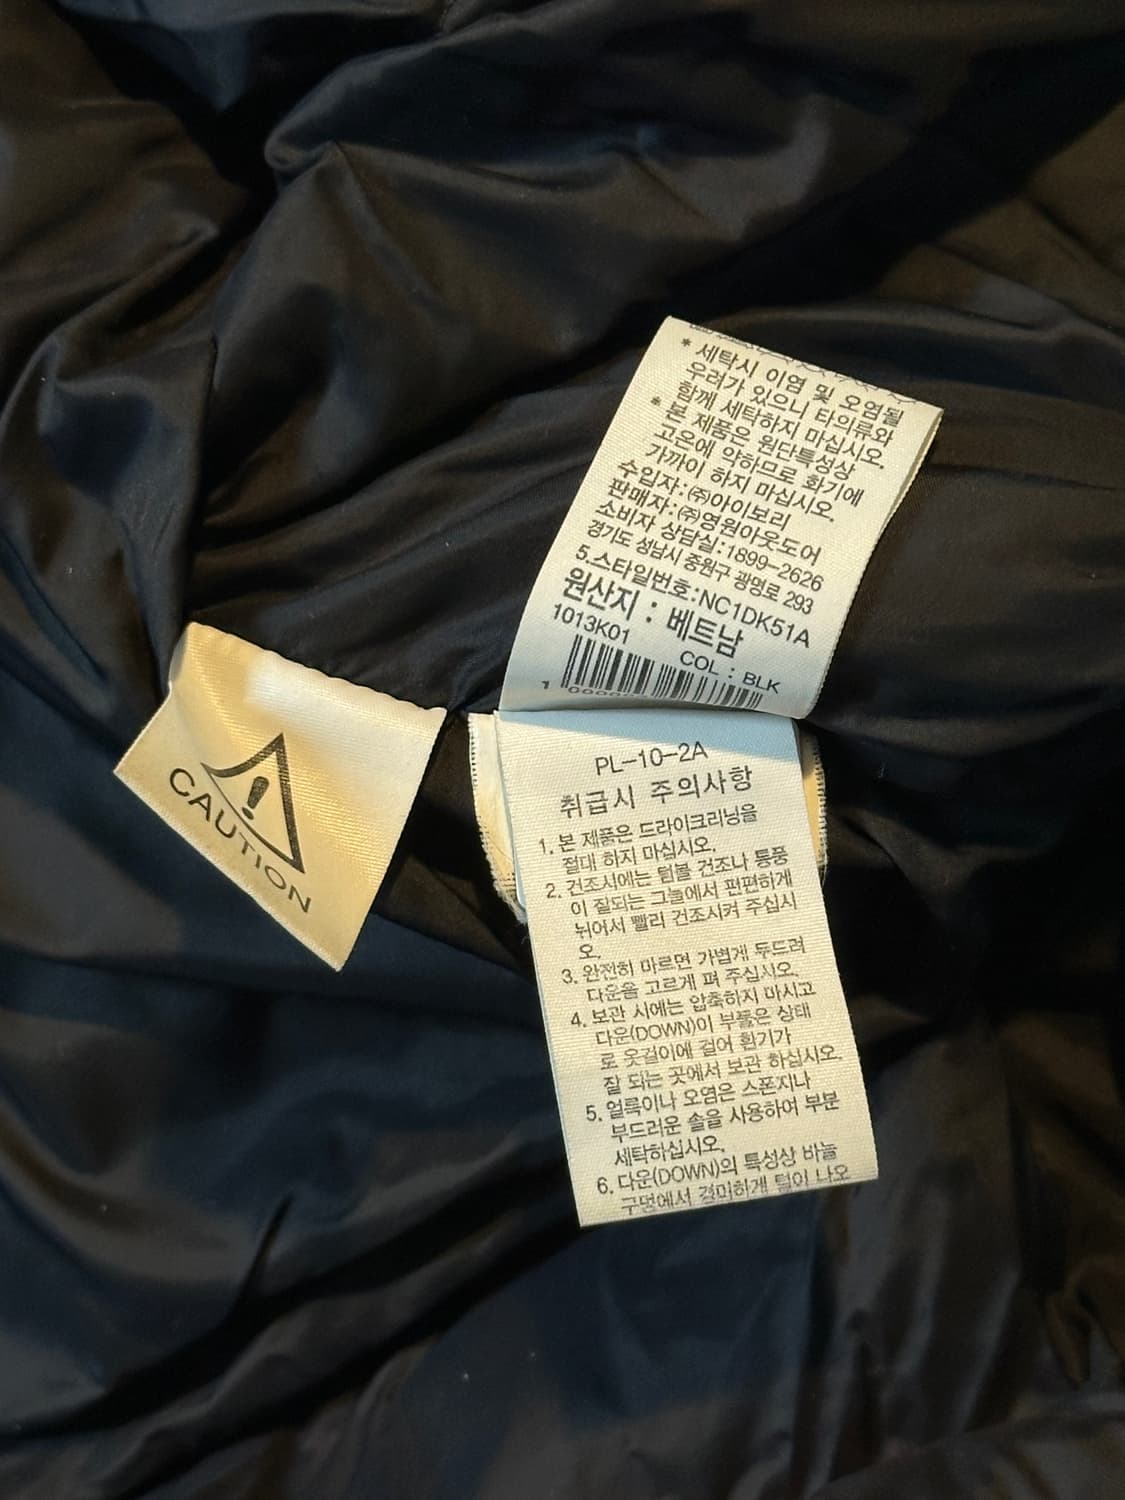 * 세탁시 이염 및 오염될
우려가 있으니 타의류와
함께 세탁하지 마십시오.
* 본 제품은 원단특성상
고온에 약하므로 화기에
가까이 하지 마십시오.
수입자:㈜아이보리
판매자:㈜영원아웃도어
소비자 상담실:1899-2626
경기도 성남시 중원구 광명로 293
5.스타일번호:NC1DK51A
원산지 : 베트남
1013K01
COL : BLK
CAUTION
PL-10-2A
취급시 주의사항
1. 본 제품은 드라이크리닝을
절대 하지 마십시오.
2. 건조시에는 텀블 건조나 통풍
이 잘되는 그늘에서 편편하게
뉘어서 빨리 건조시켜 주십시
오.
3. 완전히 마르면 가볍게 두드려
다운을 고르게 펴 주십시오.
4. 보관 시에는 압축하지 마시고
다운(DOWN)이 부풀은 상태
로 옷걸이에 걸어 환기가
잘 되는 곳에서 보관 하십시오.
5. 얼룩이나 오염은 스폰지나
부드러운 솔을 사용하여 부분
세탁하십시오.
6. 다운(DOWN)의 특성상 바늘
구멍에서 경미하게 털이 나오